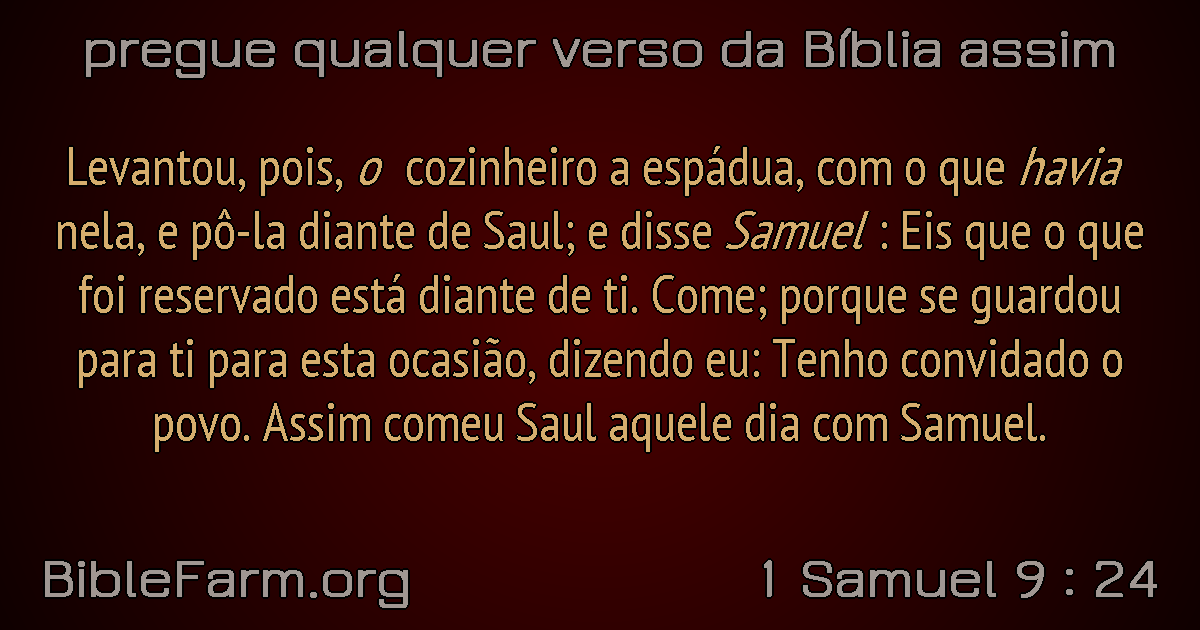 pregue qualquer verso da Bíblia assim
Levantou, pois, o cozinheiro a espádua, com o que havia
nela, e pô-la diante de Saul; e disse Samuel : Eis que o que
foi reservado está diante de ti. Come; porque se guardou
para ti para esta ocasião, dizendo eu: Tenho convidado o
povo. Assim comeu Saul aquele dia com Samuel.
BibleFarm.org
1 Samuel 9 : 24